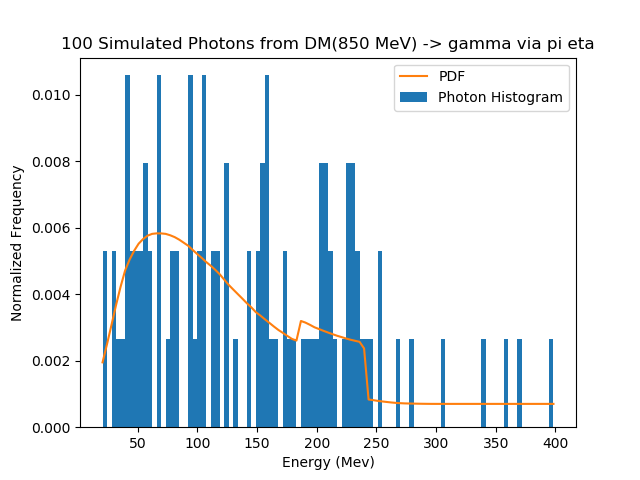 100 Simulated Photons from DM(850 MeV) -> gamma via pi eta
PDF
Photon Histogram
0.010
0.008
0.006
0.004
0.002
0.000
Normalized Frequency
50
100
150
200
250
300
350
400
Energy (Mev)